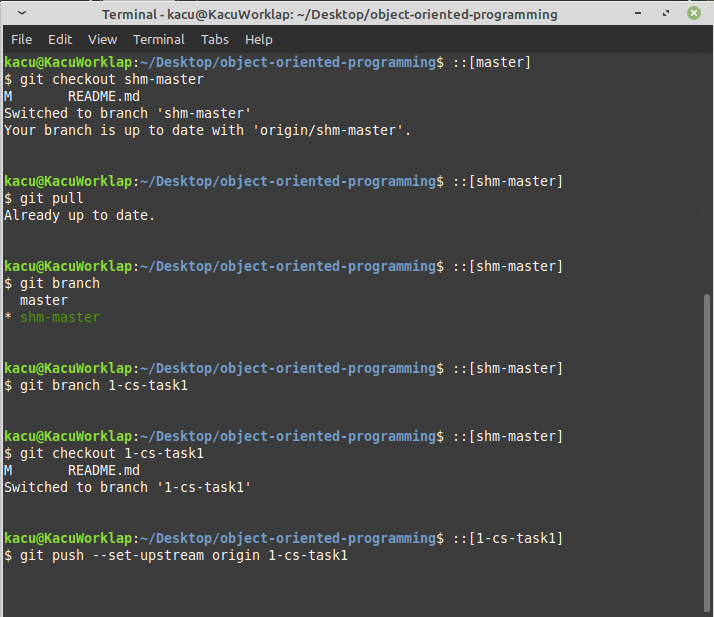 Terminal - kacu@KacuWorklap: ~/Desktop/object-oriented-programming
File Edit View Terminal Tabs Help
kacu@KacuWorklap:~/Desktop/object-oriented-programming$ ::[master]
$ git checkout shm-master
M       README.md
Switched to branch 'shm-master'
Your branch is up to date with 'origin/shm-master'.
kacu@KacuWorklap:~/Desktop/object-oriented-programming$ ::[shm-master]
$ git pull
Already up to date.
kacu@KacuWorklap:~/Desktop/object-oriented-programming$ ::[shm-master]
$ git branch
  master
* shm-master
kacu@KacuWorklap:~/Desktop/object-oriented-programming$ ::[shm-master]
$ git branch 1-cs-task1
kacu@KacuWorklap:~/Desktop/object-oriented-programming$ ::[shm-master]
$ git checkout 1-cs-task1
M       README.md
Switched to branch '1-cs-task1'
kacu@KacuWorklap:~/Desktop/object-oriented-programming$ ::[1-cs-task1]
$ git push --set-upstream origin 1-cs-task1